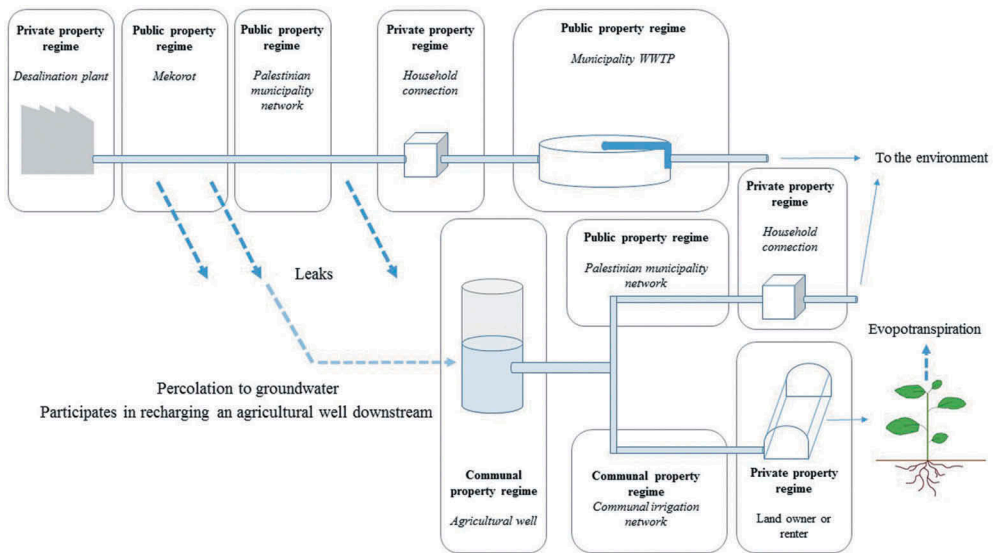 Private property
regime
Desalination plant
Public property
regime
Mekorot
Public property
regime
Palestinian
municipality
network
Private property
regime
Household
connection
Public property regime
Municipality WWTP
To the environment
Private property
regime
Household
connection
Public property regime
Palestinian municipality
network
Leaks
Evopotranspiration
Percolation to groundwater
Participates in recharging an agricultural well downstream
Communal
property regime
Agricultural well
Communal property
regime
Communal irrigation
network
Private property
regime
Land owner or
renter